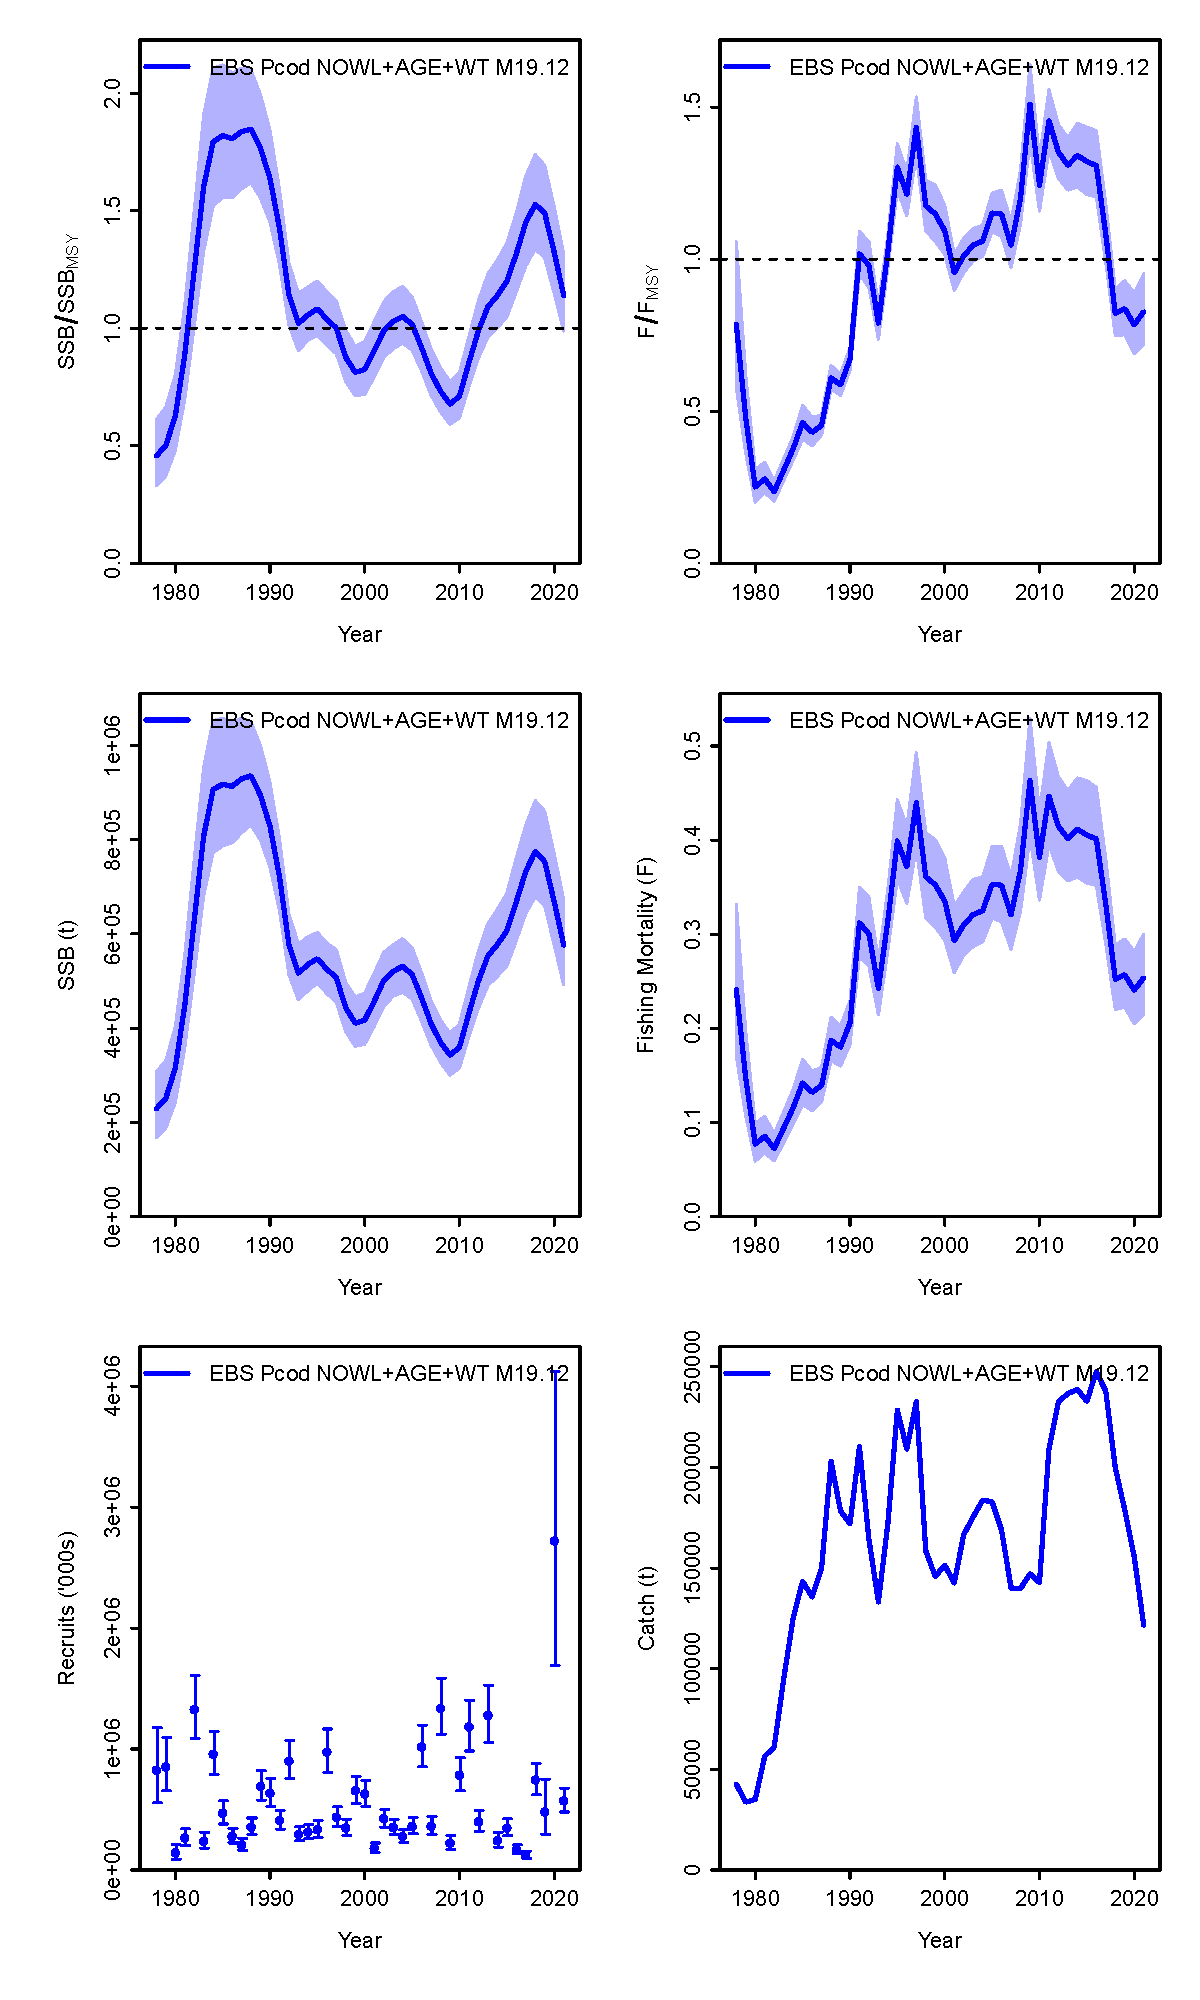 EBS Pcod NOWL+AGE+WT M19.12
SSB/SSBMSY
0.0 0.5 1.0 1.5 2.0
1980 1990 2000 2010 2020
Year
EBS Pcod NOWL+AGE+WT M19.12
F/FMSY
0.0 0.5 1.0 1.5
1980 1990 2000 2010 2020
Year
EBS Pcod NOWL+AGE+WT M19.12
SSB (t)
0e+00 2e+05 4e+05 6e+05 8e+05 1e+06
1980 1990 2000 2010 2020
Year
EBS Pcod NOWL+AGE+WT M19.12
Fishing Mortality (F)
0.0 0.1 0.2 0.3 0.4 0.5
1980 1990 2000 2010 2020
Year
EBS Pcod NOWL+AGE+WT M19.12
Recruits ('000s)
0e+00 1e+06 2e+06 3e+06 4e+06
1980 1990 2000 2010 2020
Year
EBS Pcod NOWL+AGE+WT M19.12
Catch (t)
0 50000 100000 150000 200000 250000
1980 1990 2000 2010 2020
Year